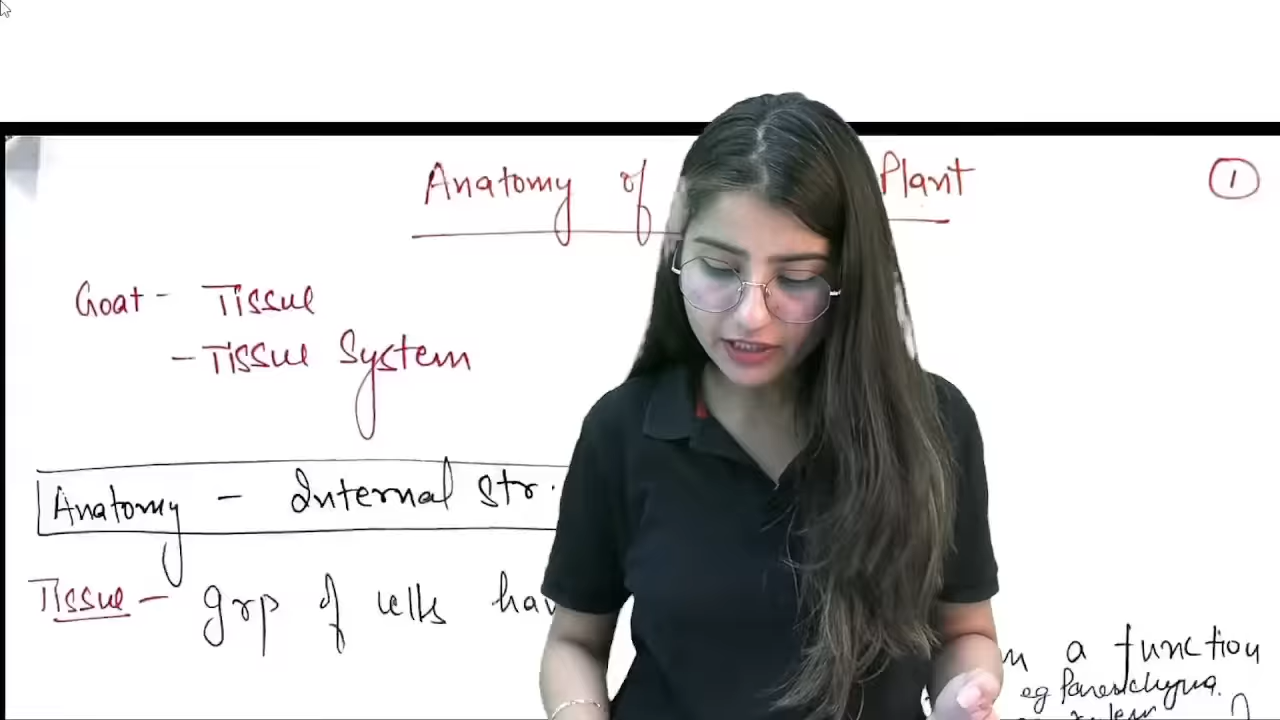 Anatomy of Plant
1
Goat - Tissue
- Tissue System
Anatomy - Internal Str.
Tissue - grp of cells hav
a function
eg Parenchyma.